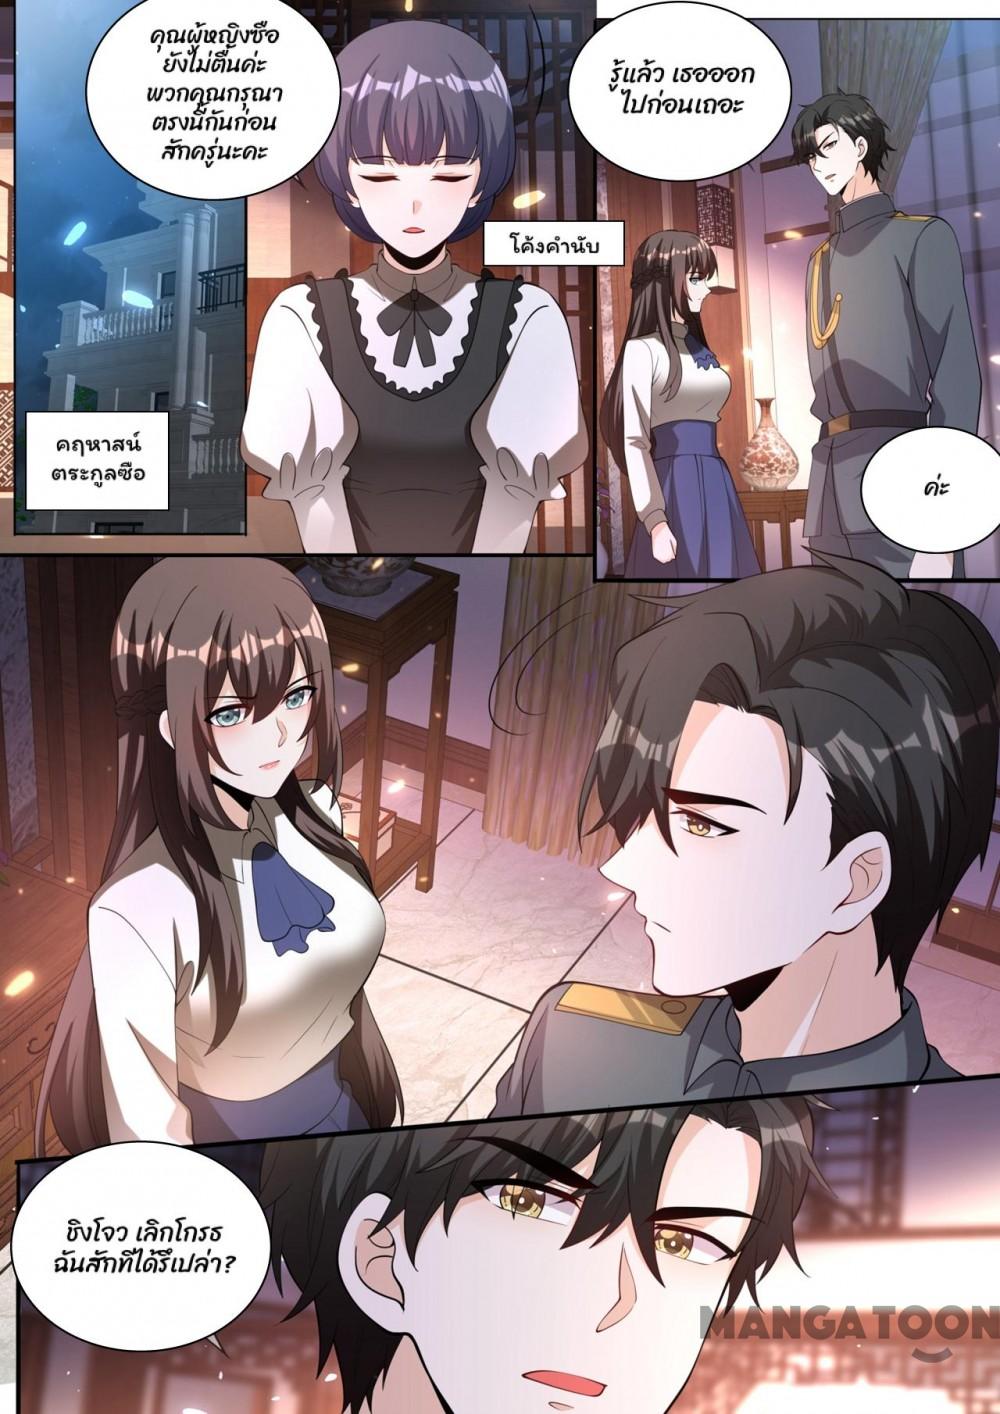 คุณผู้หญิงซือ
ยังไม่ตื่นค่ะ
พวกคุณกรุณา
ตรงนี้กันก่อน
สักครู่นะคะ
รู้แล้ว เธอออก
ไปก่อนเถอะ
โค้งคำนับ
คฤหาสน์
ตระกูลซือ
ค่ะ
ชิงโจว เลิกโกรธ
ฉันสักทีได้รึเปล่า?
MANGATOON